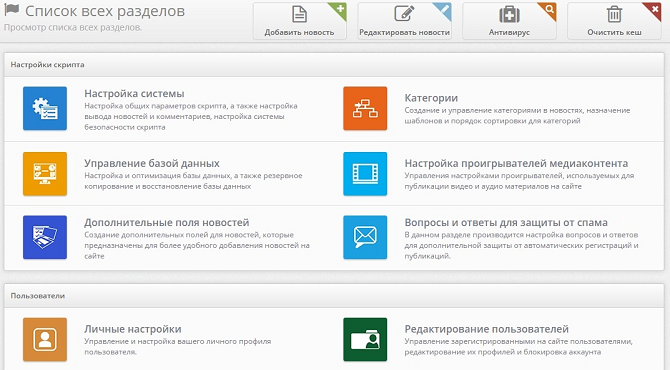 Список всех разделов
Просмотр списка всех разделов.
Добавить новость
Редактировать новости
Антивирус
Очистить кеш
Настройки скрипта
Настройка системы
Настройка общих параметров скрипта, а также настройка
вывода новостей и комментариев, настройка системы
безопасности скрипта
Категории
Создание и управление категориями в новостях, назначение
шаблонов и порядок сортировки для категорий
Управление базой данных
Настройка и оптимизация базы данных, а также резервное
копирование и восстановление базы данных
Настройка проигрывателей медиаконтента
Управления настройками проигрывателей, используемых для
публикации видео и аудио материалов на сайте
Дополнительные поля новостей
Создание дополнительных полей для новостей, которые
предназначены для более удобного добавления новостей на
сайте
Вопросы и ответы для защиты от спама
В данном разделе производится настройка вопросов и ответов
для дополнительной защиты от автоматических регистраций и
публикаций.
Пользователи
Личные настройки
Управление и настройка вашего личного профиля
пользователя.
Редактирование пользователей
Управление зарегистрированными на сайте пользователями,
редактирование их профилей и блокировка аккаунта